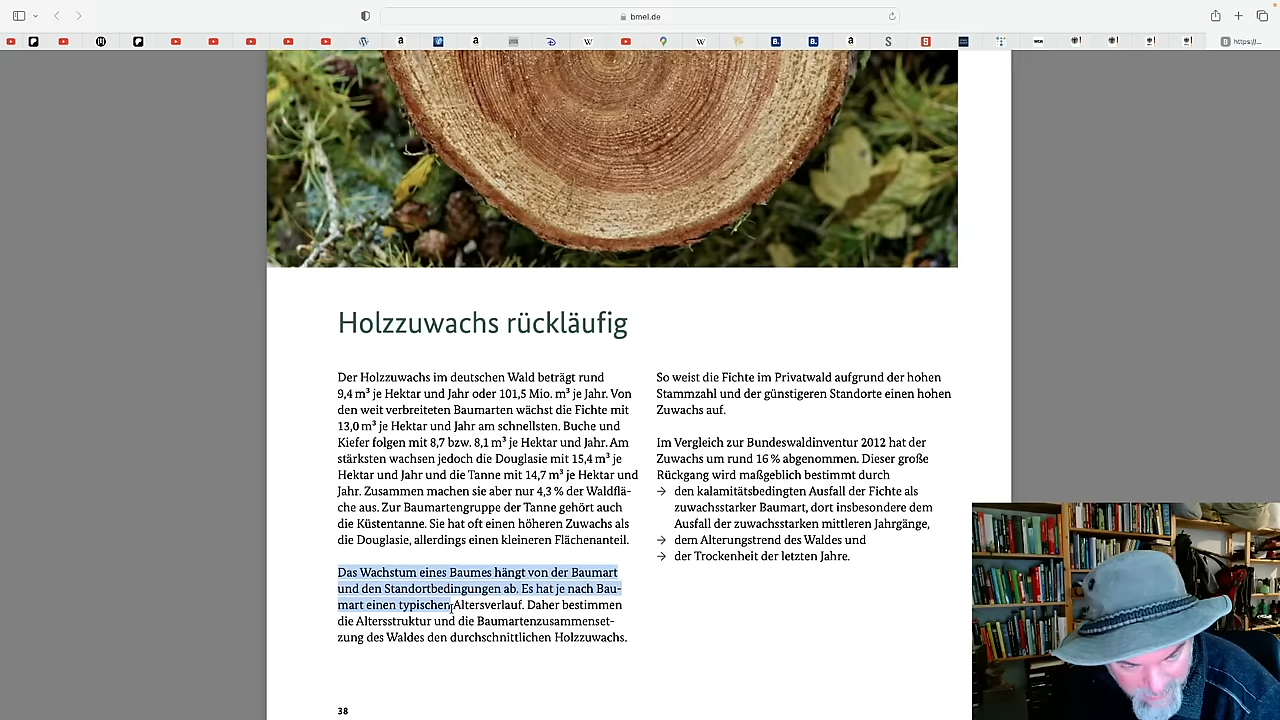 bmel.de
https://...
Holzzuwachs rückläufig
Der Holzzuwachs im deutschen Wald beträgt rund
9,4 m³ je Hektar und Jahr oder 101,5 Mio. m³ je Jahr. Von
den weit verbreiteten Baumarten wächst die Fichte mit
13,0 m³ je Hektar und Jahr am schnellsten. Buche und
Kiefer folgen mit 8,7 bzw. 8,1 m³ je Hektar und Jahr. Am
stärksten wachsen jedoch die Douglasie mit 15,4 m³ je
Hektar und Jahr und die Tanne mit 14,7 m³ je Hektar und
Jahr. Zusammen machen sie aber nur 4,3 % der Waldflä-
che aus. Zur Baumartengruppe der Tanne gehört auch
die Küstentanne. Sie hat oft einen höheren Zuwachs als
die Douglasie, allerdings einen kleineren Flächenanteil.
Das Wachstum eines Baumes hängt von der Baumart
und den Standortbedingungen ab. Es hat je nach Bau-
mart einen typischen Altersverlauf. Daher bestimmen
die Altersstruktur und die Baumartenzusammenset-
zung des Waldes den durchschnittlichen Holzzuwachs.
So weist die Fichte im Privatwald aufgrund der hohen
Stammzahl und der günstigeren Standorte einen hohen
Zuwachs auf.
Im Vergleich zur Bundeswaldinventur 2012 hat der
Zuwachs um rund 16 % abgenommen. Dieser große
Rückgang wird maßgeblich bestimmt durch
→ den kalamitätsbedingten Ausfall der Fichte als
zuwachsstarker Baumart, dort insbesondere dem
Ausfall der zuwachsstarken mittleren Jahrgänge,
→ dem Alterungstrend des Waldes und
→ der Trockenheit der letzten Jahre.
38